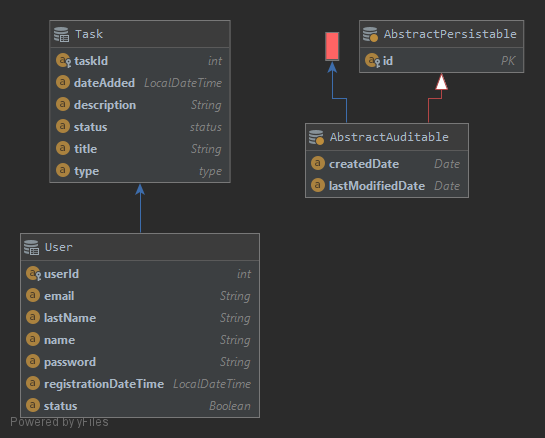 Task
taskId int
dateAdded LocalDateTime
description String
status status
title String
type type
AbstractPersistable
id PK
AbstractAuditable
createdDate Date
lastModifiedDate Date
User
userId int
email String
lastName String
name String
password String
registrationDateTime LocalDateTime
status Boolean
Powered by yFiles